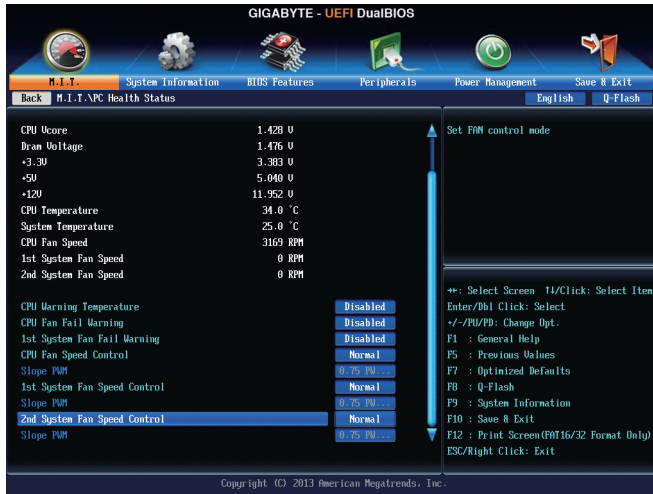 GIGABYTE - UEFI DualBIOS
M.I.T. System Information BIOS Features Peripherals Power Management Save & Exit
Back M.I.T.\PC Health Status English Q-Flash
CPU Vcore 1.428 V
Dram Voltage 1.476 V
+3.3V 3.383 V
+5V 5.040 V
+12V 11.952 V
CPU Temperature 34.0 °C
System Temperature 25.0 °C
CPU Fan Speed 3169 RPM
1st System Fan Speed 0 RPM
2nd System Fan Speed 0 RPM
CPU Warning Temperature Disabled
CPU Fan Fail Warning Disabled
1st System Fan Fail Warning Disabled
CPU Fan Speed Control Normal
Slope PWM 0.75 PW...
1st System Fan Speed Control Normal
Slope PWM 0.75 PW...
2nd System Fan Speed Control Normal
Slope PWM 0.75 PW...
Set FAN control mode
→←: Select Screen ↑↓/Click: Select Item
Enter/Dbl Click: Select
+/-/PU/PD: Change Opt.
F1 : General Help
F5 : Previous Values
F7 : Optimized Defaults
F8 : Q-Flash
F9 : System Information
F10 : Save & Exit
F12 : Print Screen(FAT16/32 Format Only)
ESC/Right Click: Exit
Copyright (C) 2013 American Megatrends, Inc.